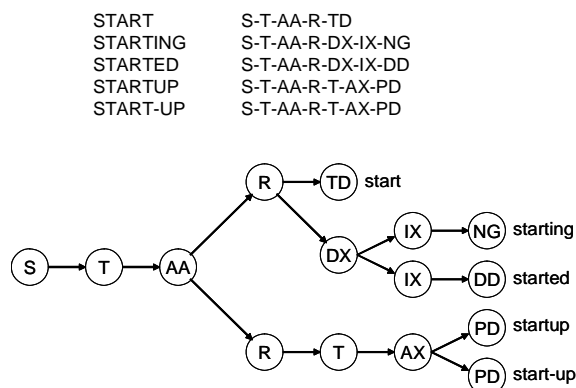 START S-T-AA-R-TD
STARTING S-T-AA-R-DX-IX-NG
STARTED S-T-AA-R-DX-IX-DD
STARTUP S-T-AA-R-T-AX-PD
START-UP S-T-AA-R-T-AX-PD
R TD start
IX NG starting
DX
S T AA IX DD started
PD startup
R T AX
PD start-up